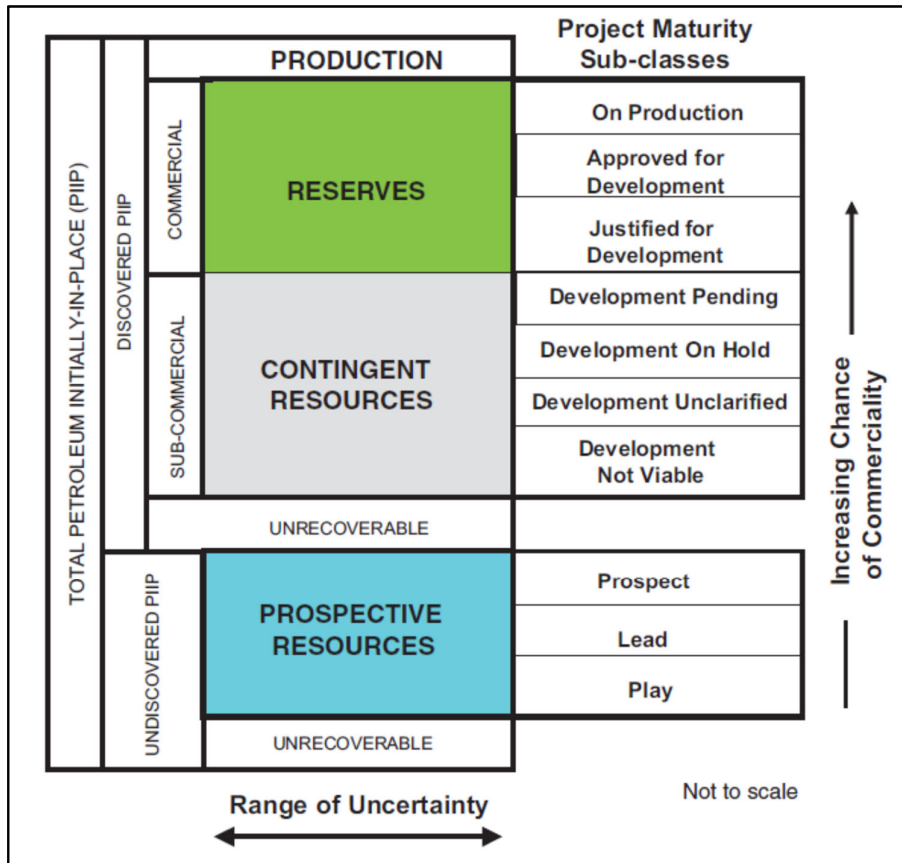 Project Maturity
Sub-classes
PRODUCTION
TOTAL PETROLEUM INITIALLY-IN-PLACE (PIIP)
DISCOVERED PIIP
COMMERCIAL
RESERVES
On Production
Approved for
Development
Justified for
Development
SUB-COMMERCIAL
CONTINGENT
RESOURCES
Development Pending
Development On Hold
Development Unclarified
Development
Not Viable
UNRECOVERABLE
UNDISCOVERED PIIP
PROSPECTIVE
RESOURCES
Prospect
Lead
Play
UNRECOVERABLE
Increasing Chance
of Commerciality
Range of Uncertainty
Not to scale